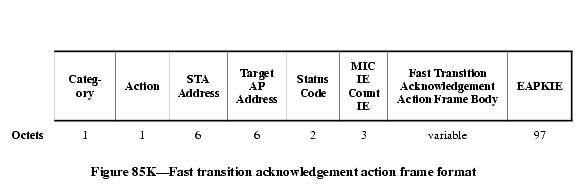 Categ-
ory
Action
STA
Address
Target
AP
Address
Status
Code
MIC
IE
Count
IE
Fast Transition
Acknowledgement
Action Frame Body
EAPKIE
Octets 1 1 6 6 2 3 variable 97
Figure 85K—Fast transition acknowledgement action frame format